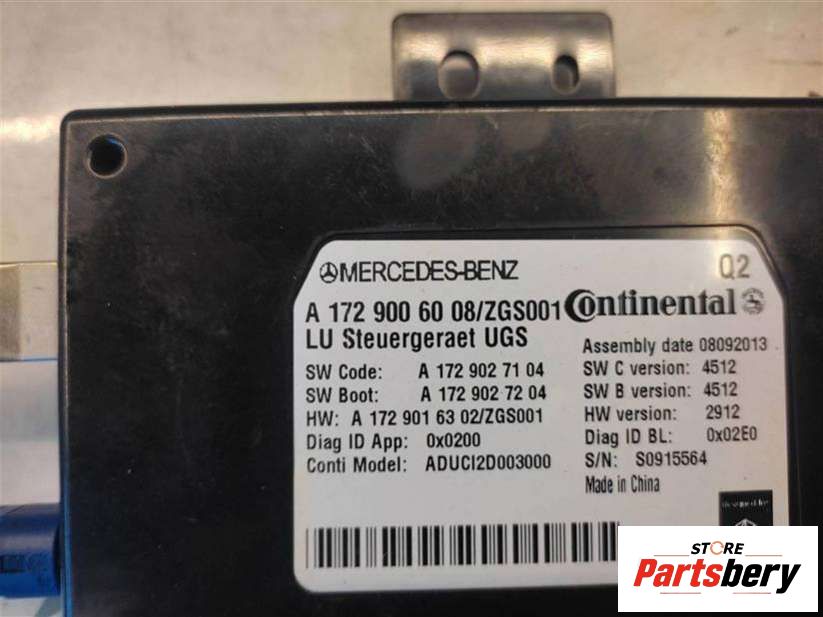 MERCEDES-BENZ
Q2
A 172 900 60 08/ZGS001
Continental
LU Steuergeraet UGS
Assembly date 08092013
SW Code: A 172 902 71 04
SW C version: 4512
SW Boot: A 172 902 72 04
SW B version: 4512
HW: A 172 901 63 02/ZGS001
HW version: 2912
Diag ID App: 0x0200
Diag ID BL: 0x02E0
Conti Model: ADUCI2D003000
S/N: S0915564
Made in China
STORE
Partsbery